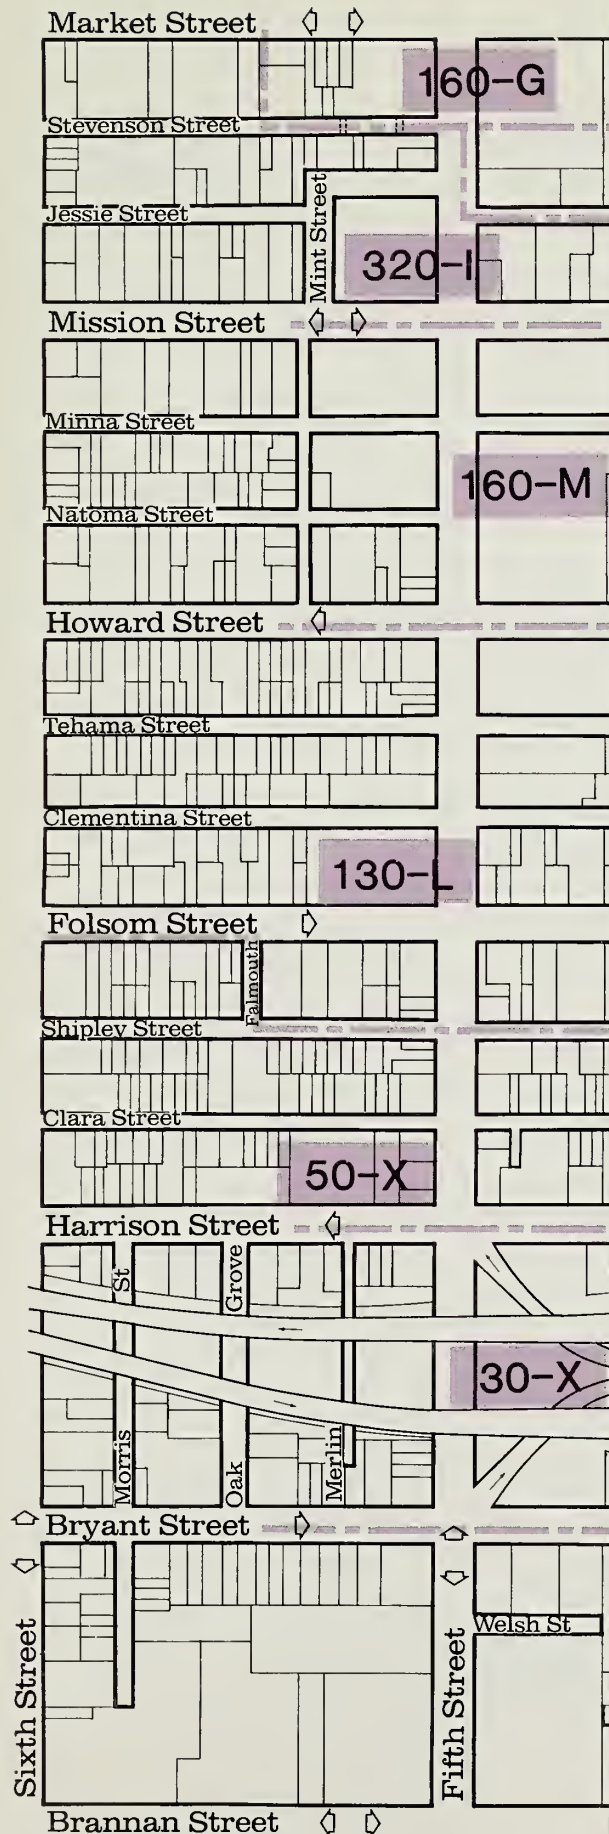 Market Street
160-G
Stevenson Street
Jessie Street
Mint Street
320-I
Mission Street
Minna Street
160-M
Natoma Street
Howard Street
Tehama Street
Clementina Street
130-L
Folsom Street
Falmouth
Shipley Street
Clara Street
50-X
Harrison Street
St
Grove
30-X
Morris
Oak
Merlin
Bryant Street
Sixth Street
Fifth Street
Welsh St
Brannan Street